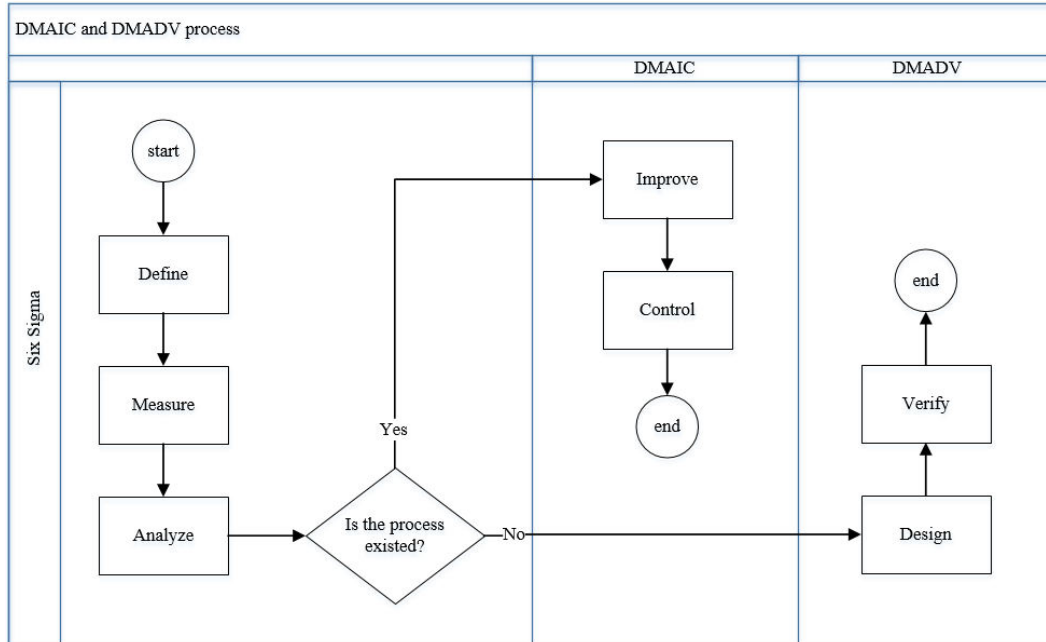 DMAIC and DMADV process
DMAIC
DMADV
Six Sigma
start
Define
Measure
Analyze
Is the process
existed?
Yes
No
Improve
Control
end
Design
Verify
end